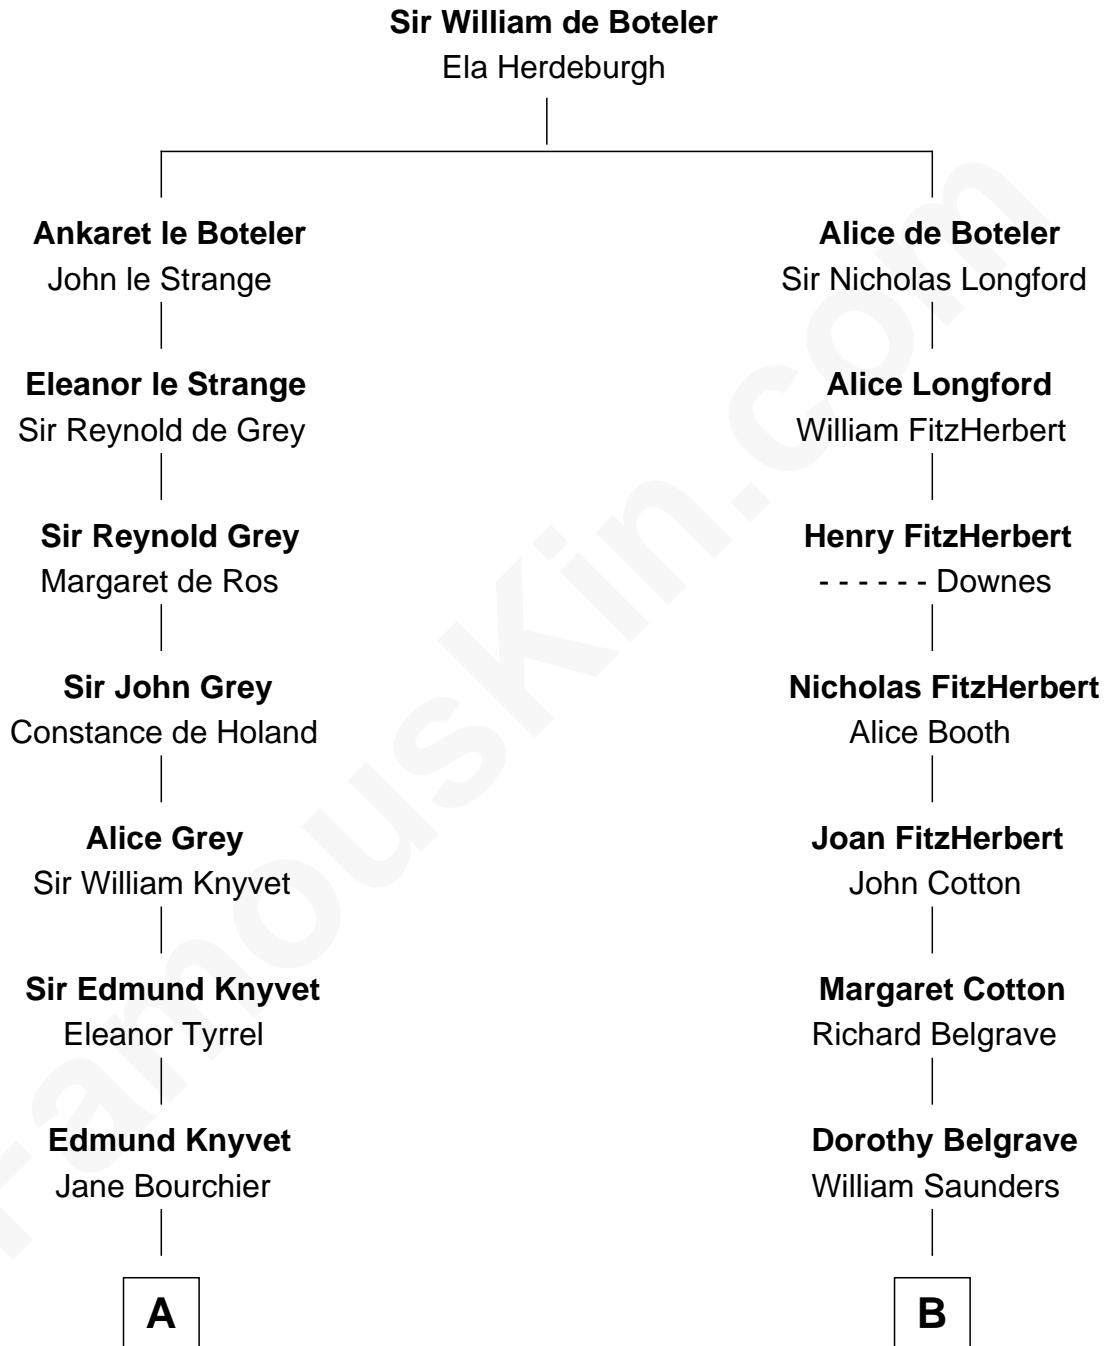 Sir William de Boteler
Ela Herdeburgh
Ankaret le Boteler
John le Strange
Eleanor le Strange
Sir Reynold de Grey
Sir Reynold Grey
Margaret de Ros
Sir John Grey
Constance de Holand
Alice Grey
Sir William Knyvet
Sir Edmund Knyvet
Eleanor Tyrrel
Edmund Knyvet
Jane Bourchier
A
Alice de Boteler
Sir Nicholas Longford
Alice Longford
William FitzHerbert
Henry FitzHerbert
- - - - - - Downes
Nicholas FitzHerbert
Alice Booth
Joan FitzHerbert
John Cotton
Margaret Cotton
Richard Belgrave
Dorothy Belgrave
William Saunders
B
FamousKin.com